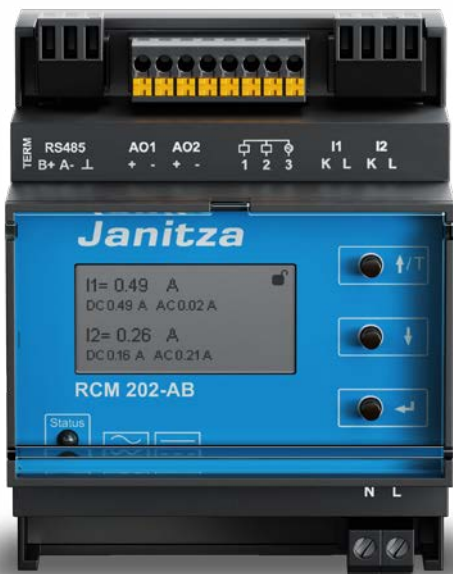 TERM
RS485 AO1 AO2 I1 I2
B+ A- ⊥ + - + - 1 2 3 K L K L
Janitza
I1= 0.49 A
DC 0.49 A AC 0.02 A
I2= 0.26 A
DC 0.16 A AC 0.21 A
↑/T
↓
↵
RCM 202-AB
Status
N L